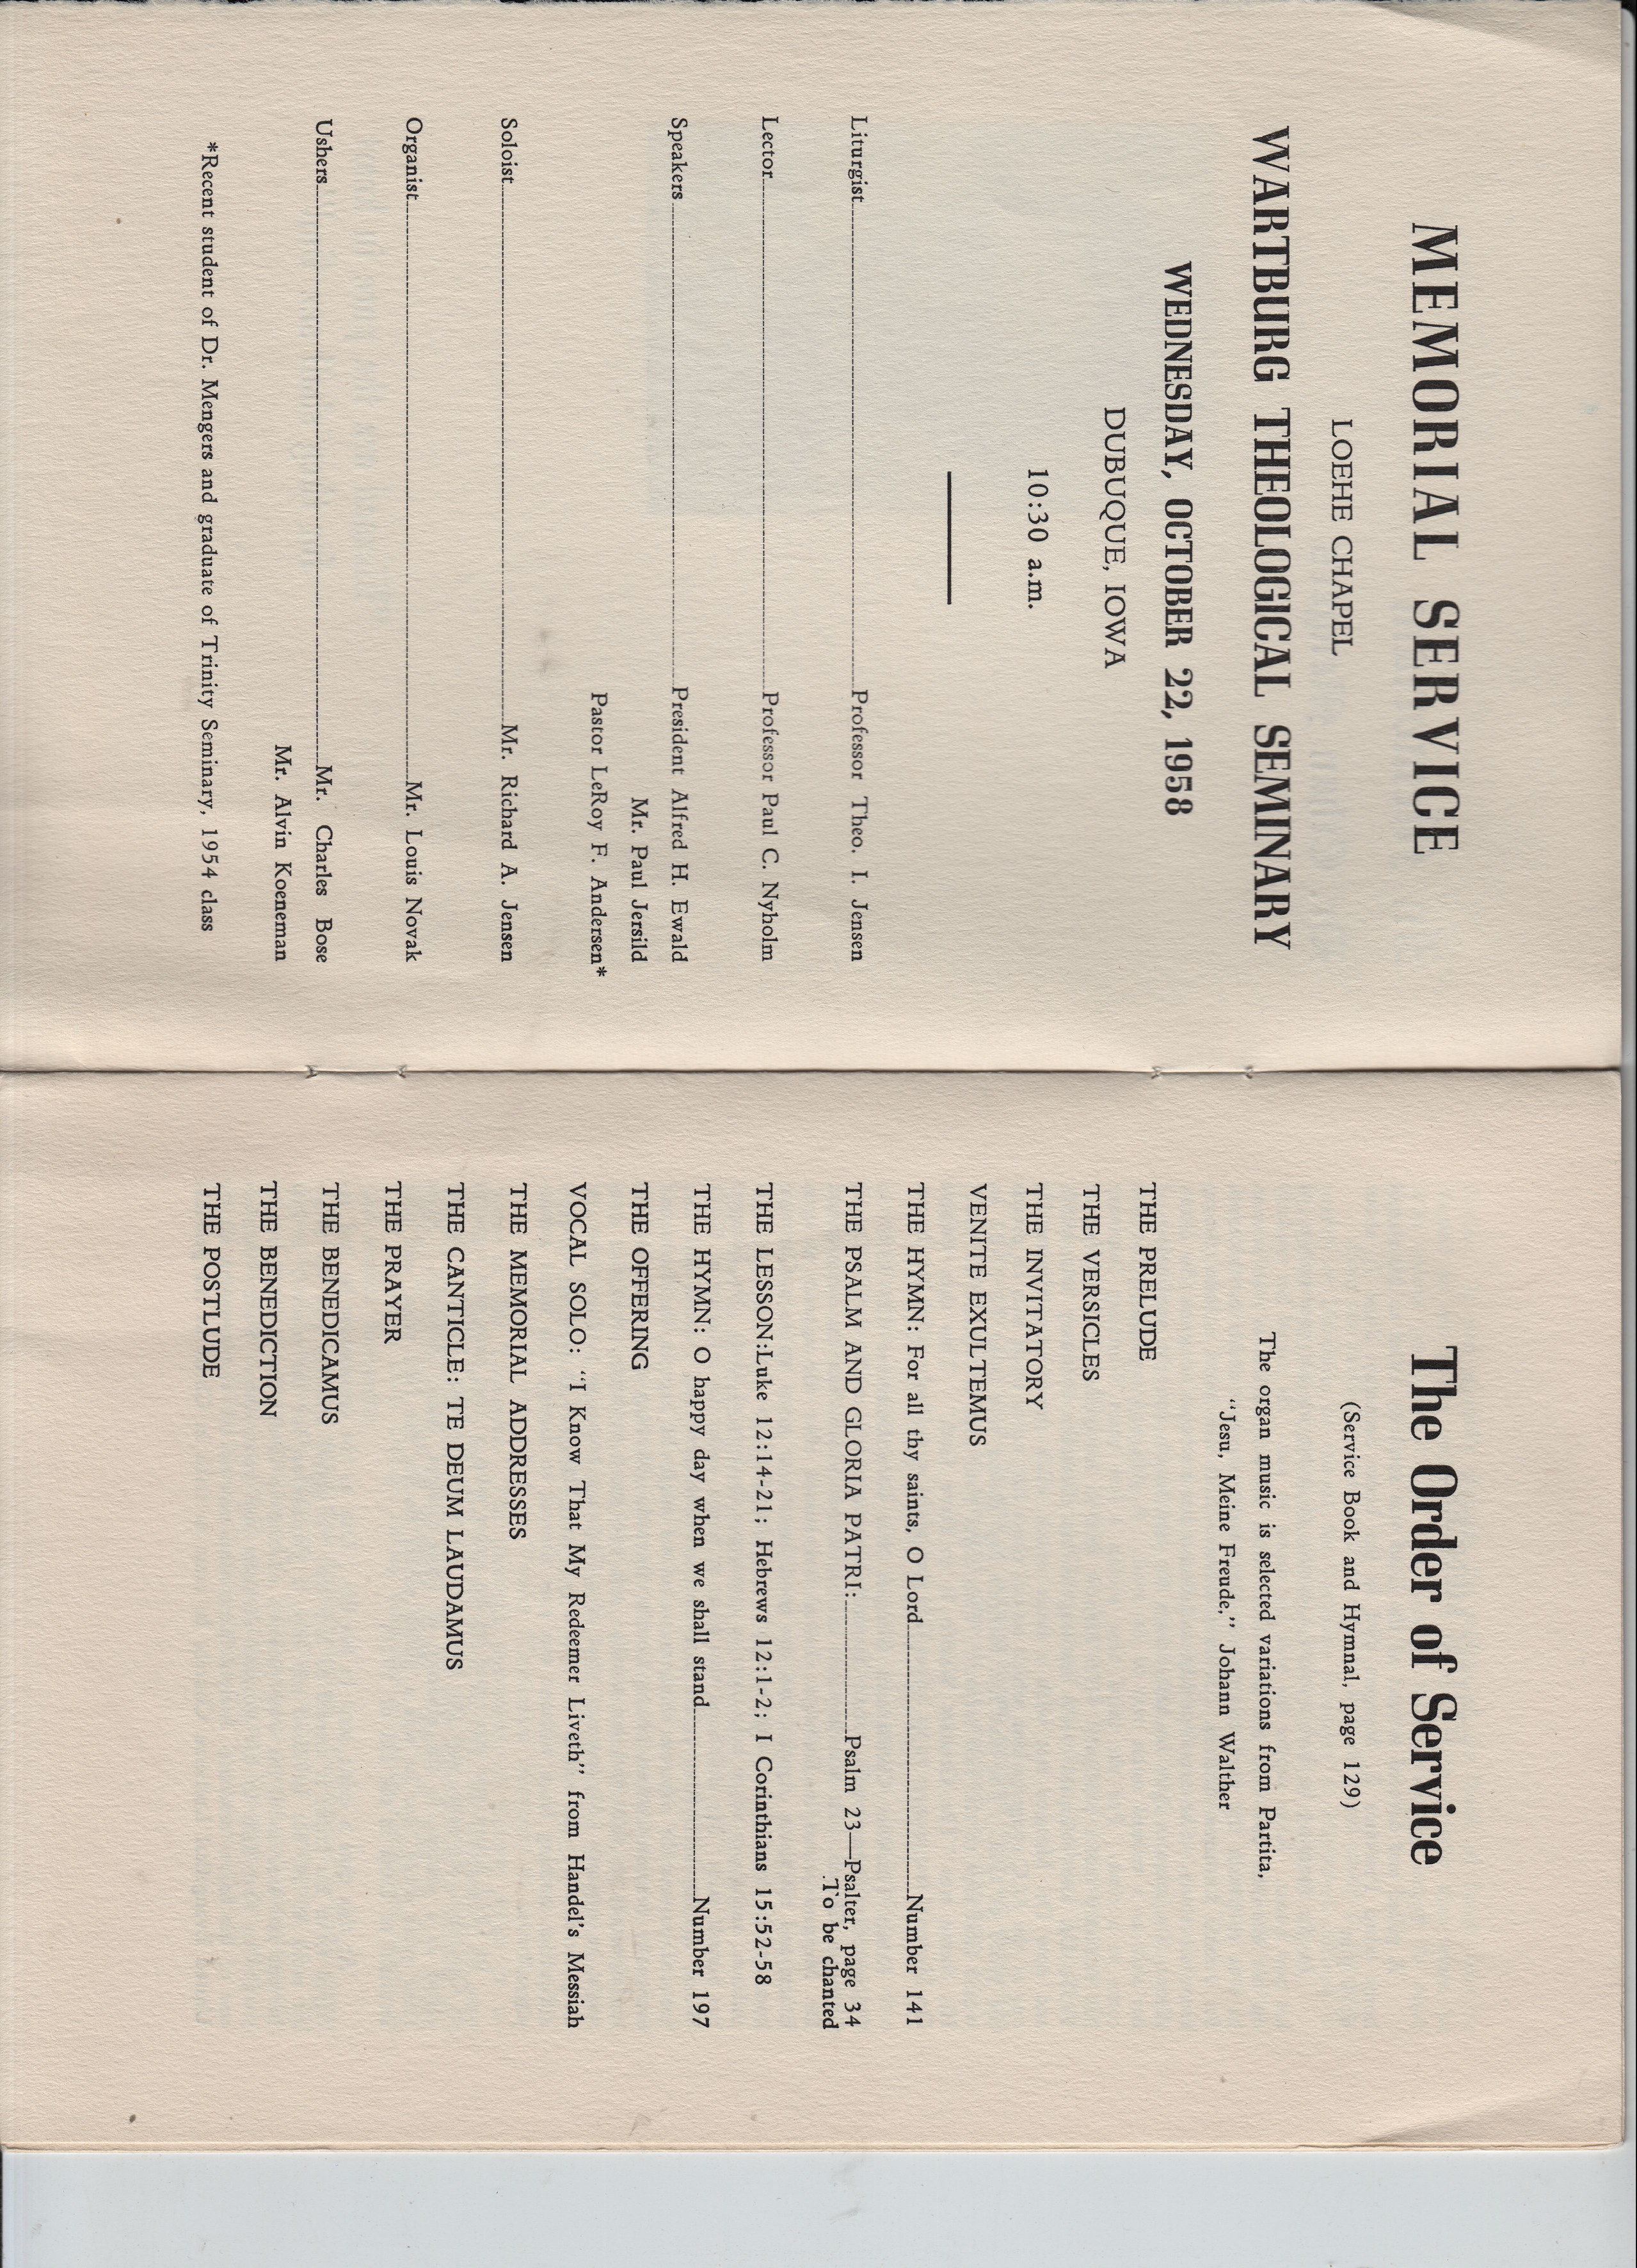 MEMORIAL SERVICE
LOEHE CHAPEL
WARTBURG THEOLOGICAL SEMINARY
WEDNESDAY, OCTOBER 22, 1958
DUBUQUE, IOWA
10:30 a.m.
Liturgist Professor Theo. I. Jensen
Lector Professor Paul C. Nyholm
Speakers President Alfred H. Ewald
Mr. Paul Jersild
Pastor LeRoy F. Andersen*
Soloist Mr. Richard A. Jensen
Organist Mr. Louis Novak
Ushers Mr. Charles Bose
Mr. Alvin Koeneman
*Recent student of Dr. Mengers and graduate of Trinity Seminary, 1954 class
The Order of Service
(Service Book and Hymnal, page 129)
The organ music is selected variations from Partita,
"Jesu, Meine Freude," Johann Walther
THE PRELUDE
THE VERSICLES
THE INVITATORY
VENITE EXULTEMUS
THE HYMN: For all thy saints, O Lord Number 141
THE PSALM AND GLORIA PATRI: Psalm 23—Psalter, page 34
To be chanted
THE LESSON:Luke 12:14-21; Hebrews 12:1-2; I Corinthians 15:52-58
THE HYMN: O happy day when we shall stand Number 197
THE OFFERING
VOCAL SOLO: "I Know That My Redeemer Liveth" from Handel's Messiah
THE MEMORIAL ADDRESSES
THE CANTICLE: TE DEUM LAUDAMUS
THE PRAYER
THE BENEDICAMUS
THE BENEDICTION
THE POSTLUDE